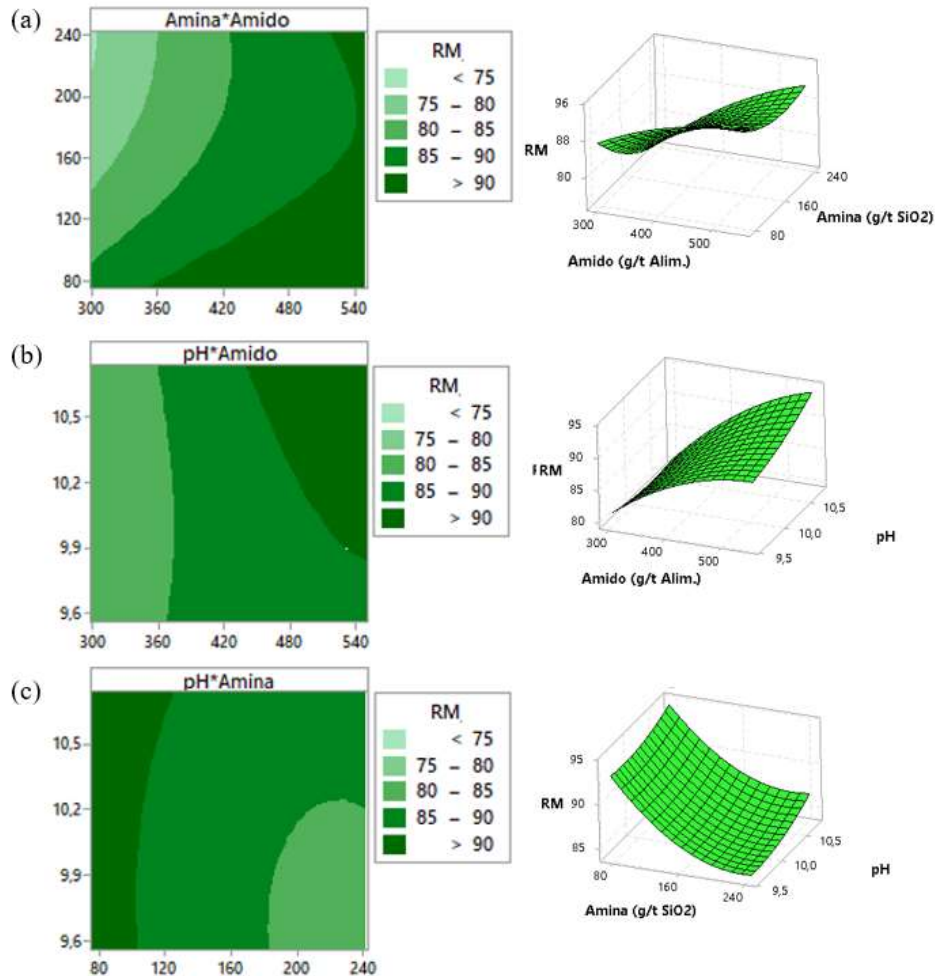 (a)
Amina*Amido
240
200
160
120
80
300 360 420 480 540
RM
< 75
75 – 80
80 – 85
85 – 90
> 90
96
88
80
RM
300
400
500
Amido (g/t Alim.)
240
160
80
Amina (g/t SiO2)
(b)
pH*Amido
10,5
10,2
9,9
9,6
300 360 420 480 540
RM
< 75
75 – 80
80 – 85
85 – 90
> 90
95
90
85
80
RM
300
400
500
Amido (g/t Alim.)
10,5
10,0
9,5
pH
(c)
pH*Amina
10,5
10,2
9,9
9,6
80 120 160 200 240
RM
< 75
75 – 80
80 – 85
85 – 90
> 90
95
90
85
RM
80
160
240
Amina (g/t SiO2)
10,5
10,0
9,5
pH